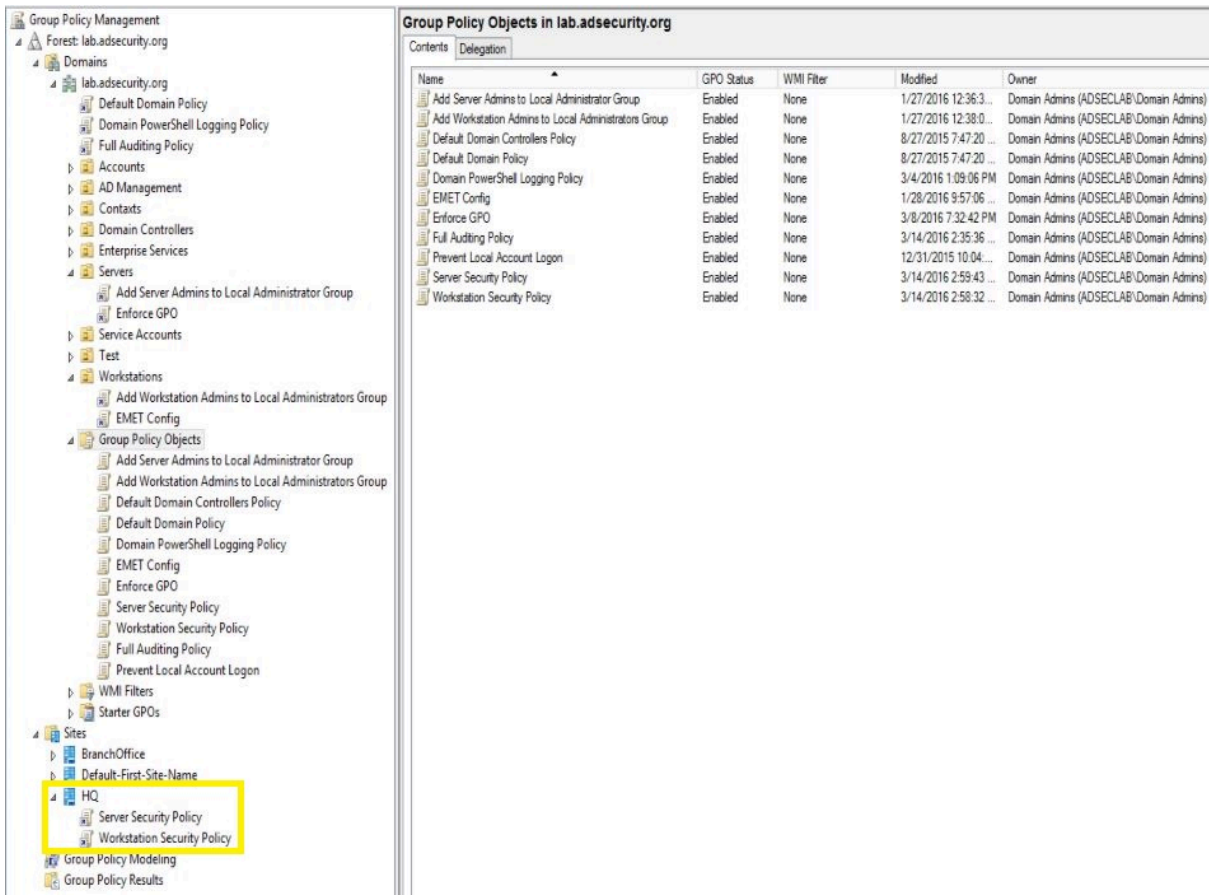 Group Policy Management
Forest: lab.adsecurity.org
Domains
lab.adsecurity.org
Default Domain Policy
Domain PowerShell Logging Policy
Full Auditing Policy
Accounts
AD Management
Contaxts
Domain Controllers
Enterprise Services
Servers
Add Server Admins to Local Administrator Group
Enforce GPO
Service Accounts
Test
Workstations
Add Workstation Admins to Local Administrators Group
EMET Config
Group Policy Objects
Add Server Admins to Local Administrator Group
Add Workstation Admins to Local Administrators Group
Default Domain Controllers Policy
Default Domain Policy
Domain PowerShell Logging Policy
EMET Config
Enforce GPO
Server Security Policy
Workstation Security Policy
Full Auditing Policy
Prevent Local Account Logon
WMI Filters
Starter GPOs
Sites
BranchOffice
Default-First-Site-Name
HQ
Server Security Policy
Workstation Security Policy
Group Policy Modeling
Group Policy Results
Group Policy Objects in lab.adsecurity.org
Contents Delegation
Name GPO Status WMI Filter Modified Owner
Add Server Admins to Local Administrator Group Enabled None 1/27/2016 12:36:3... Domain Admins (ADSECLAB\Domain Admins)
Add Workstation Admins to Local Administrators Group Enabled None 1/27/2016 12:38:0... Domain Admins (ADSECLAB\Domain Admins)
Default Domain Controllers Policy Enabled None 8/27/2015 7:47:20 ... Domain Admins (ADSECLAB\Domain Admins)
Default Domain Policy Enabled None 8/27/2015 7:47:20 ... Domain Admins (ADSECLAB\Domain Admins)
Domain PowerShell Logging Policy Enabled None 3/4/2016 1:09:06 PM Domain Admins (ADSECLAB\Domain Admins)
EMET Config Enabled None 1/28/2016 9:57:06 ... Domain Admins (ADSECLAB\Domain Admins)
Enforce GPO Enabled None 3/8/2016 7:32:42 PM Domain Admins (ADSECLAB\Domain Admins)
Full Auditing Policy Enabled None 3/14/2016 2:35:36 ... Domain Admins (ADSECLAB\Domain Admins)
Prevent Local Account Logon Enabled None 12/31/2015 10:04:... Domain Admins (ADSECLAB\Domain Admins)
Server Security Policy Enabled None 3/14/2016 2:59:43 ... Domain Admins (ADSECLAB\Domain Admins)
Workstation Security Policy Enabled None 3/14/2016 2:58:32 ... Domain Admins (ADSECLAB\Domain Admins)